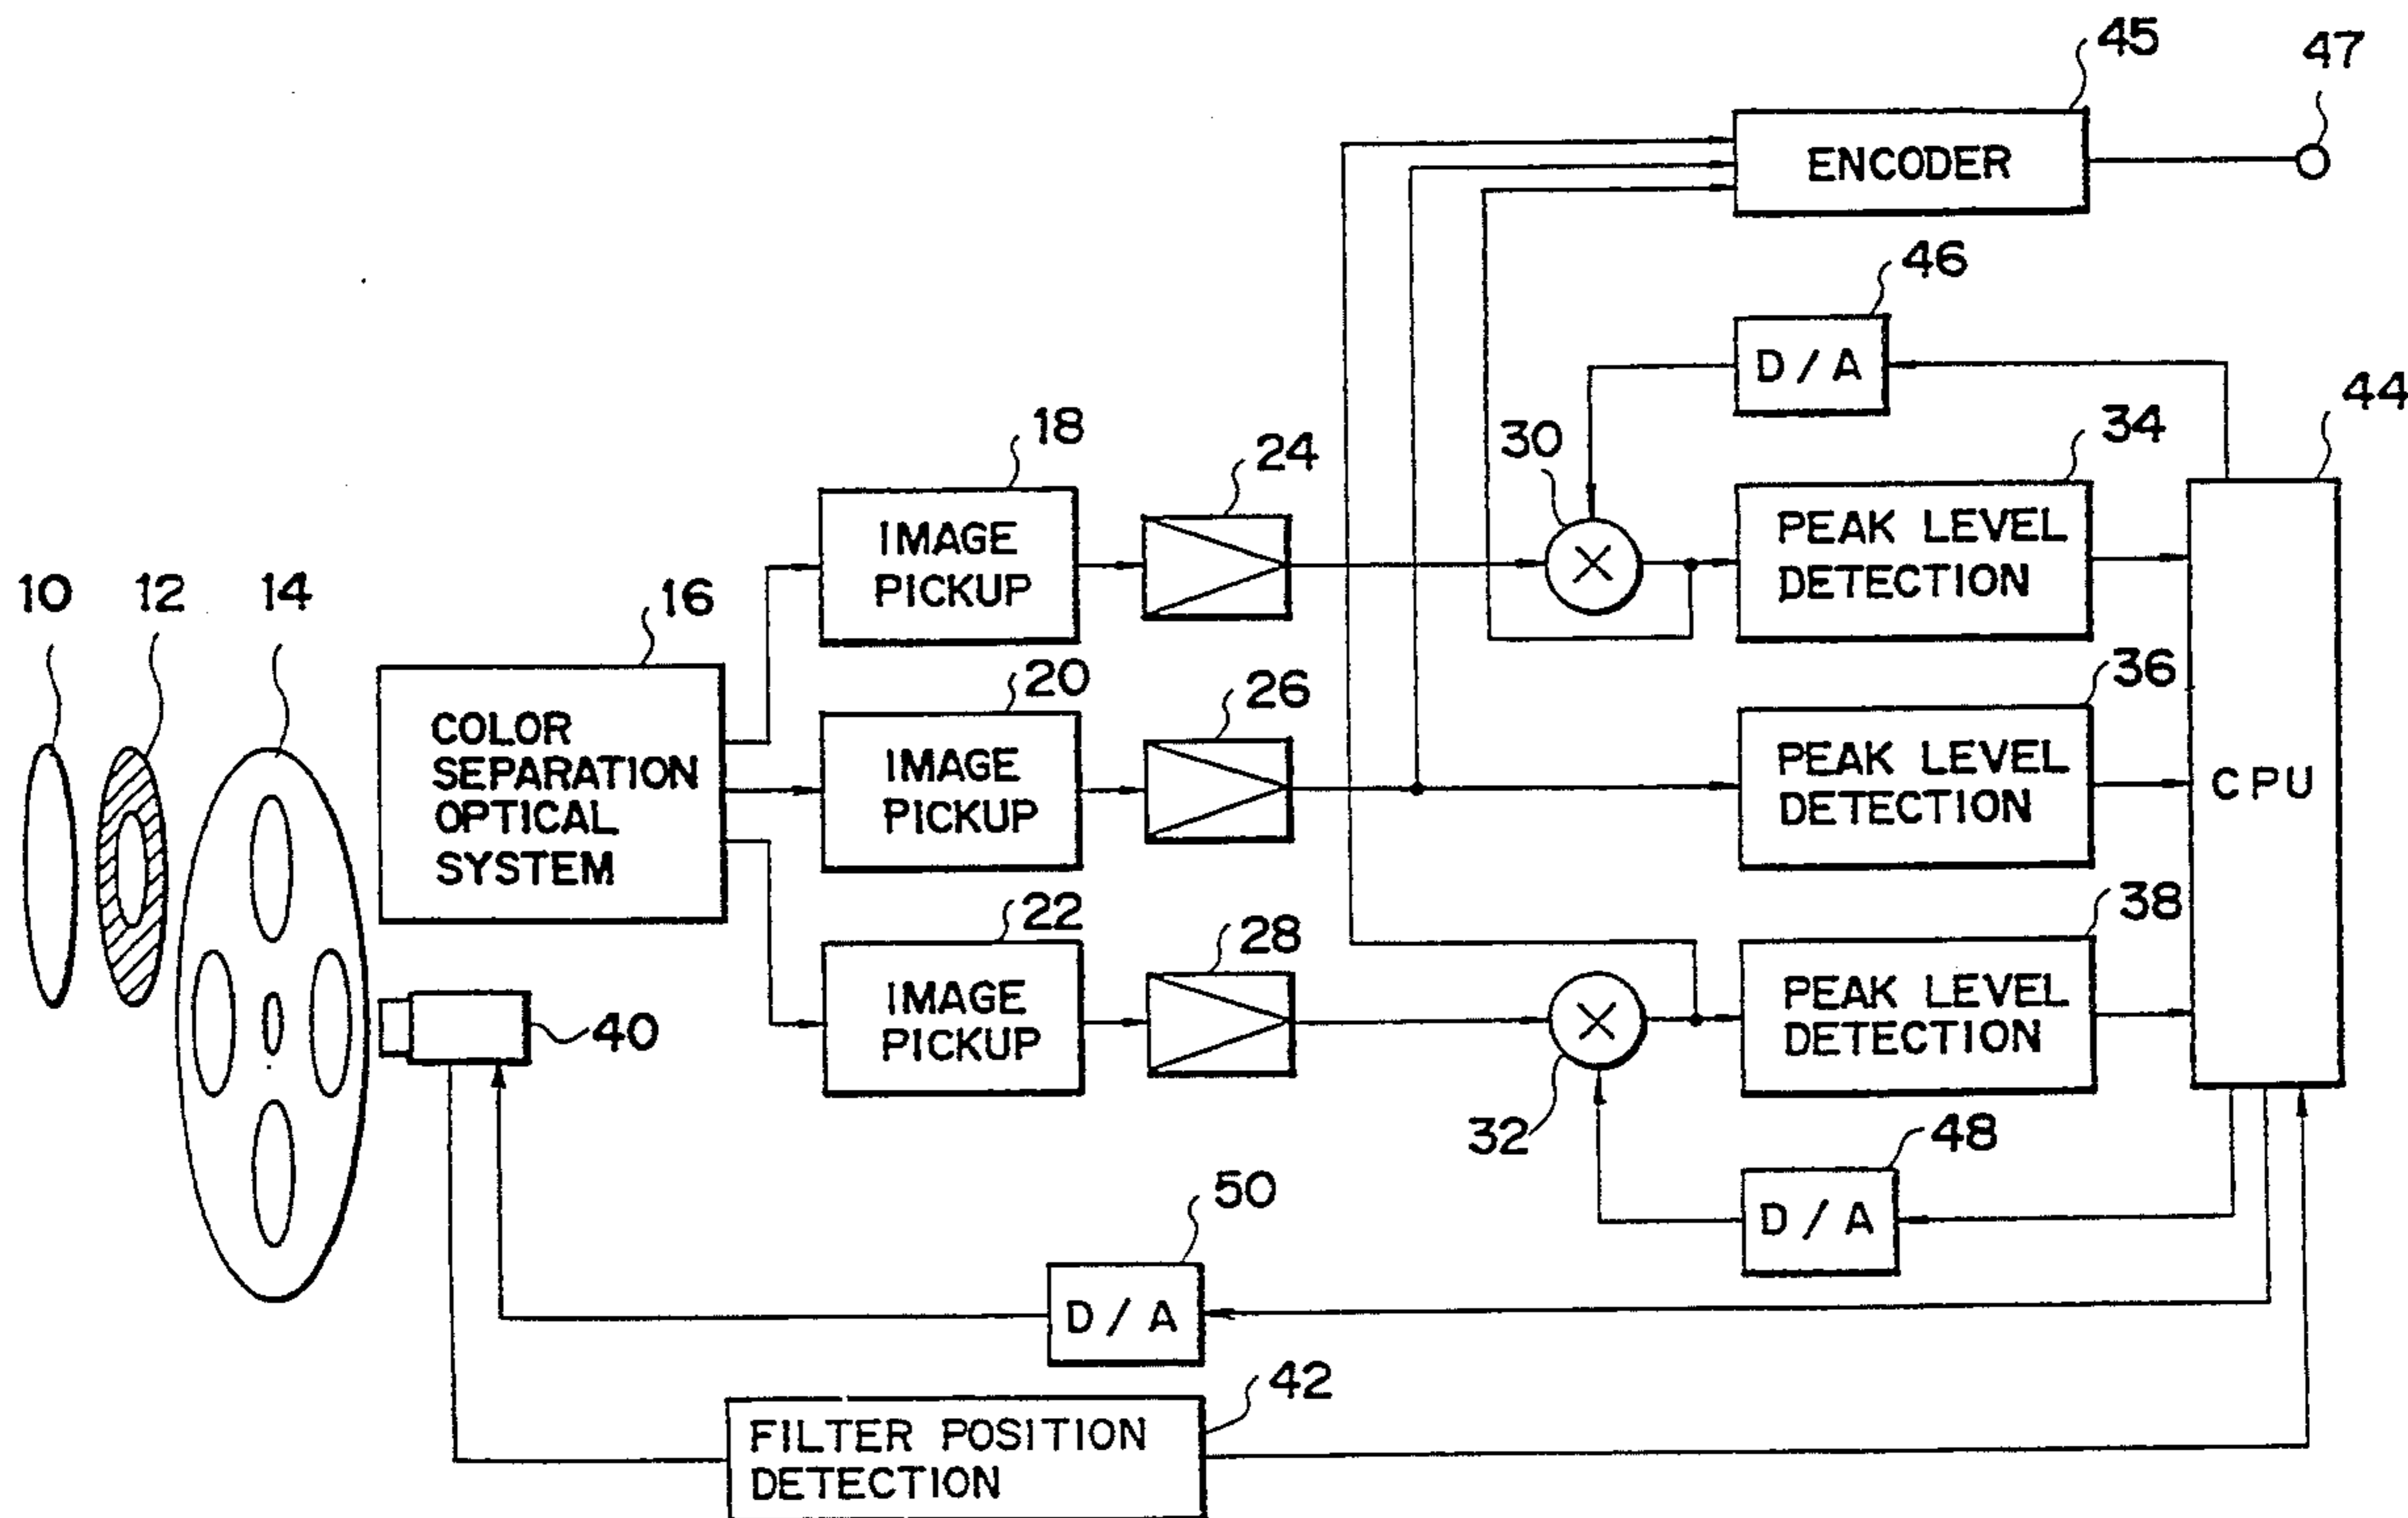 45
47
ENCODER
46
D / A
44
18
24
30
34
IMAGE
PICKUP
PEAK LEVEL
DETECTION
10
12
14
16
20
26
36
COLOR
SEPARATION
OPTICAL
SYSTEM
IMAGE
PICKUP
PEAK LEVEL
DETECTION
CPU
22
28
38
IMAGE
PICKUP
PEAK LEVEL
DETECTION
40
32
48
D / A
50
D / A
42
FILTER POSITION
DETECTION